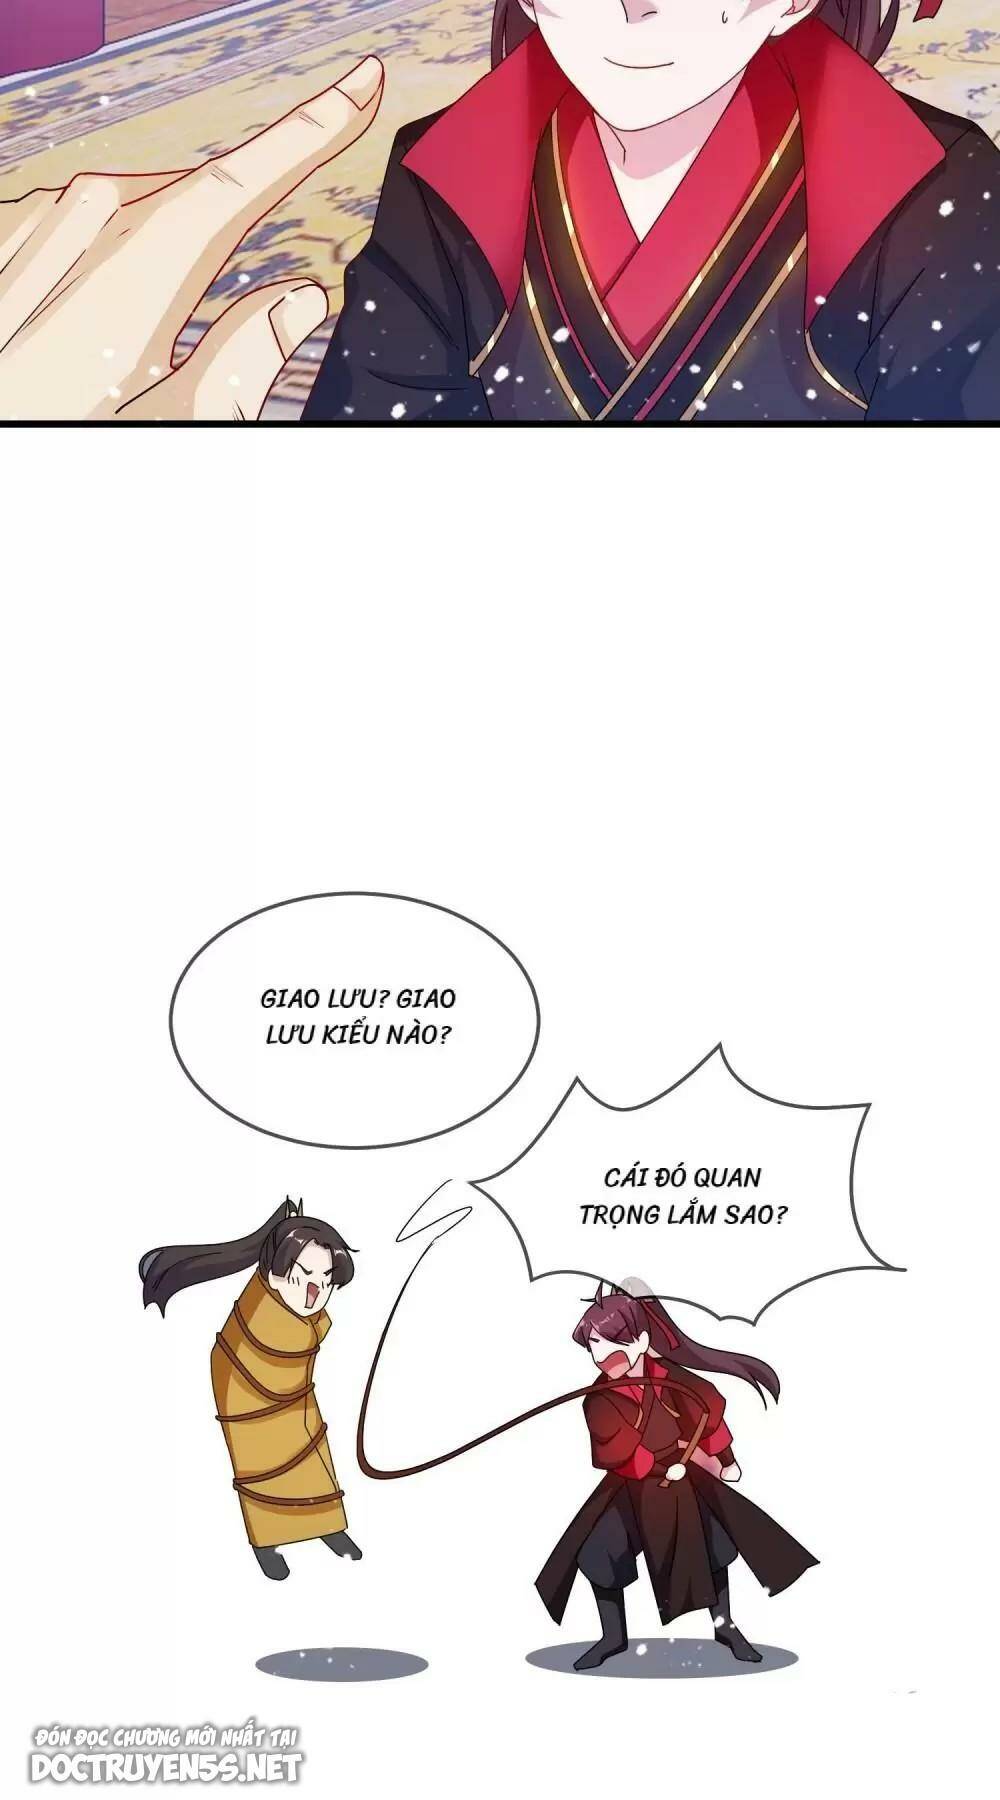 GIAO LƯU? GIAO
LƯU KIỂU NÀO?
CÁI ĐÓ QUAN
TRỌNG LẮM SAO?
ĐÓN ĐỌC CHƯƠNG MỚI NHẤT TẠI
DOCTRUYEN5S.NET